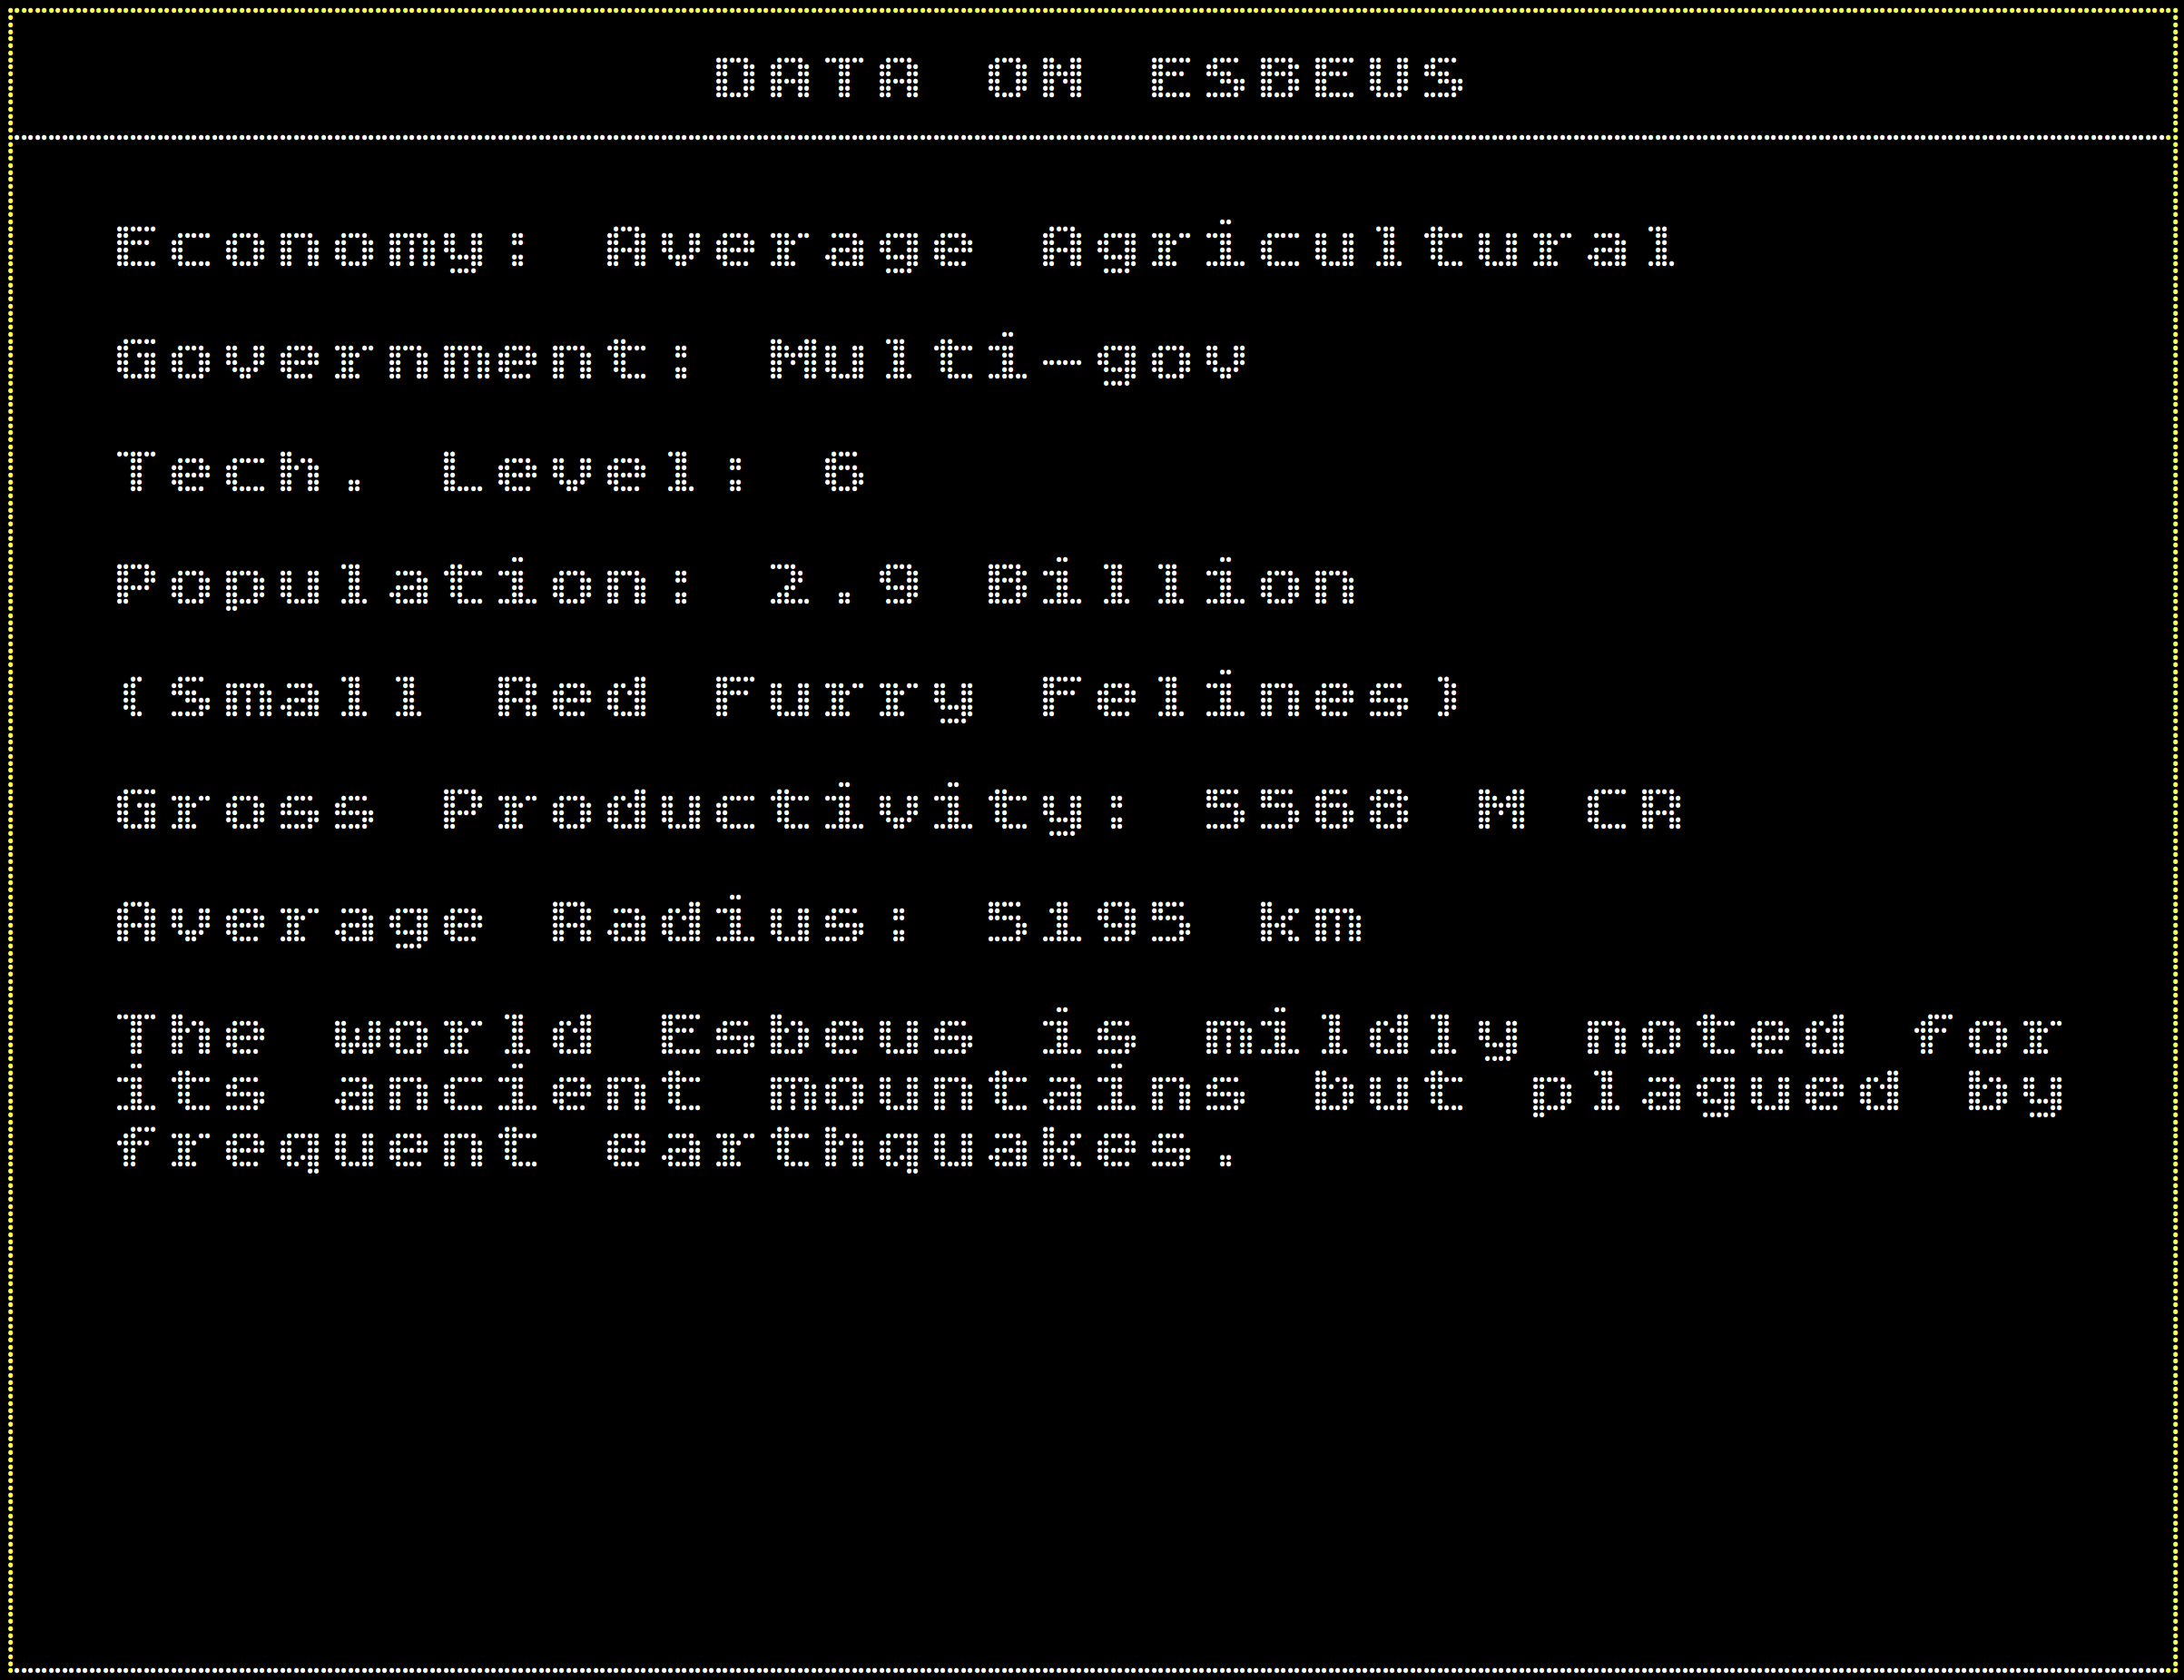 DATA ON ESBEUS
Economy: Average Agricultural
Government: Multi-gov
Tech. Level: 6
Population: 2.9 Billion
(Small Red Furry Felines)
Gross Productivity: 5568 M CR
Average Radius: 5195 km
The world Esbeus is mildly noted for
its ancient mountains but plagued by
frequent earthquakes.